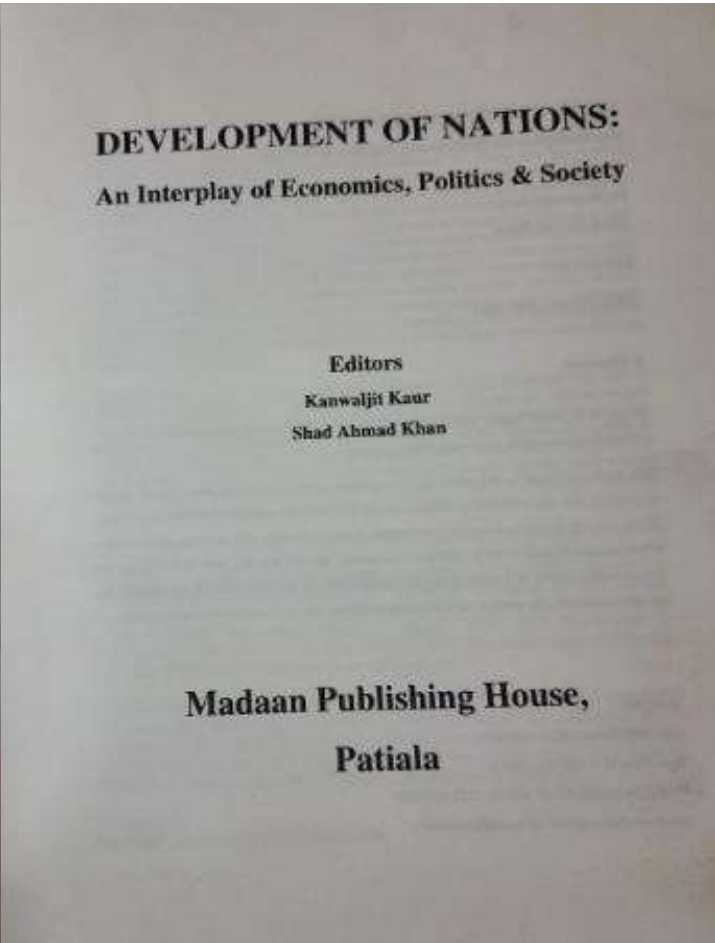 DEVELOPMENT OF NATIONS:
An Interplay of Economics, Politics & Society
Editors
Kanwaljit Kaur
Shad Ahmad Khan
Madaan Publishing House,
Patiala